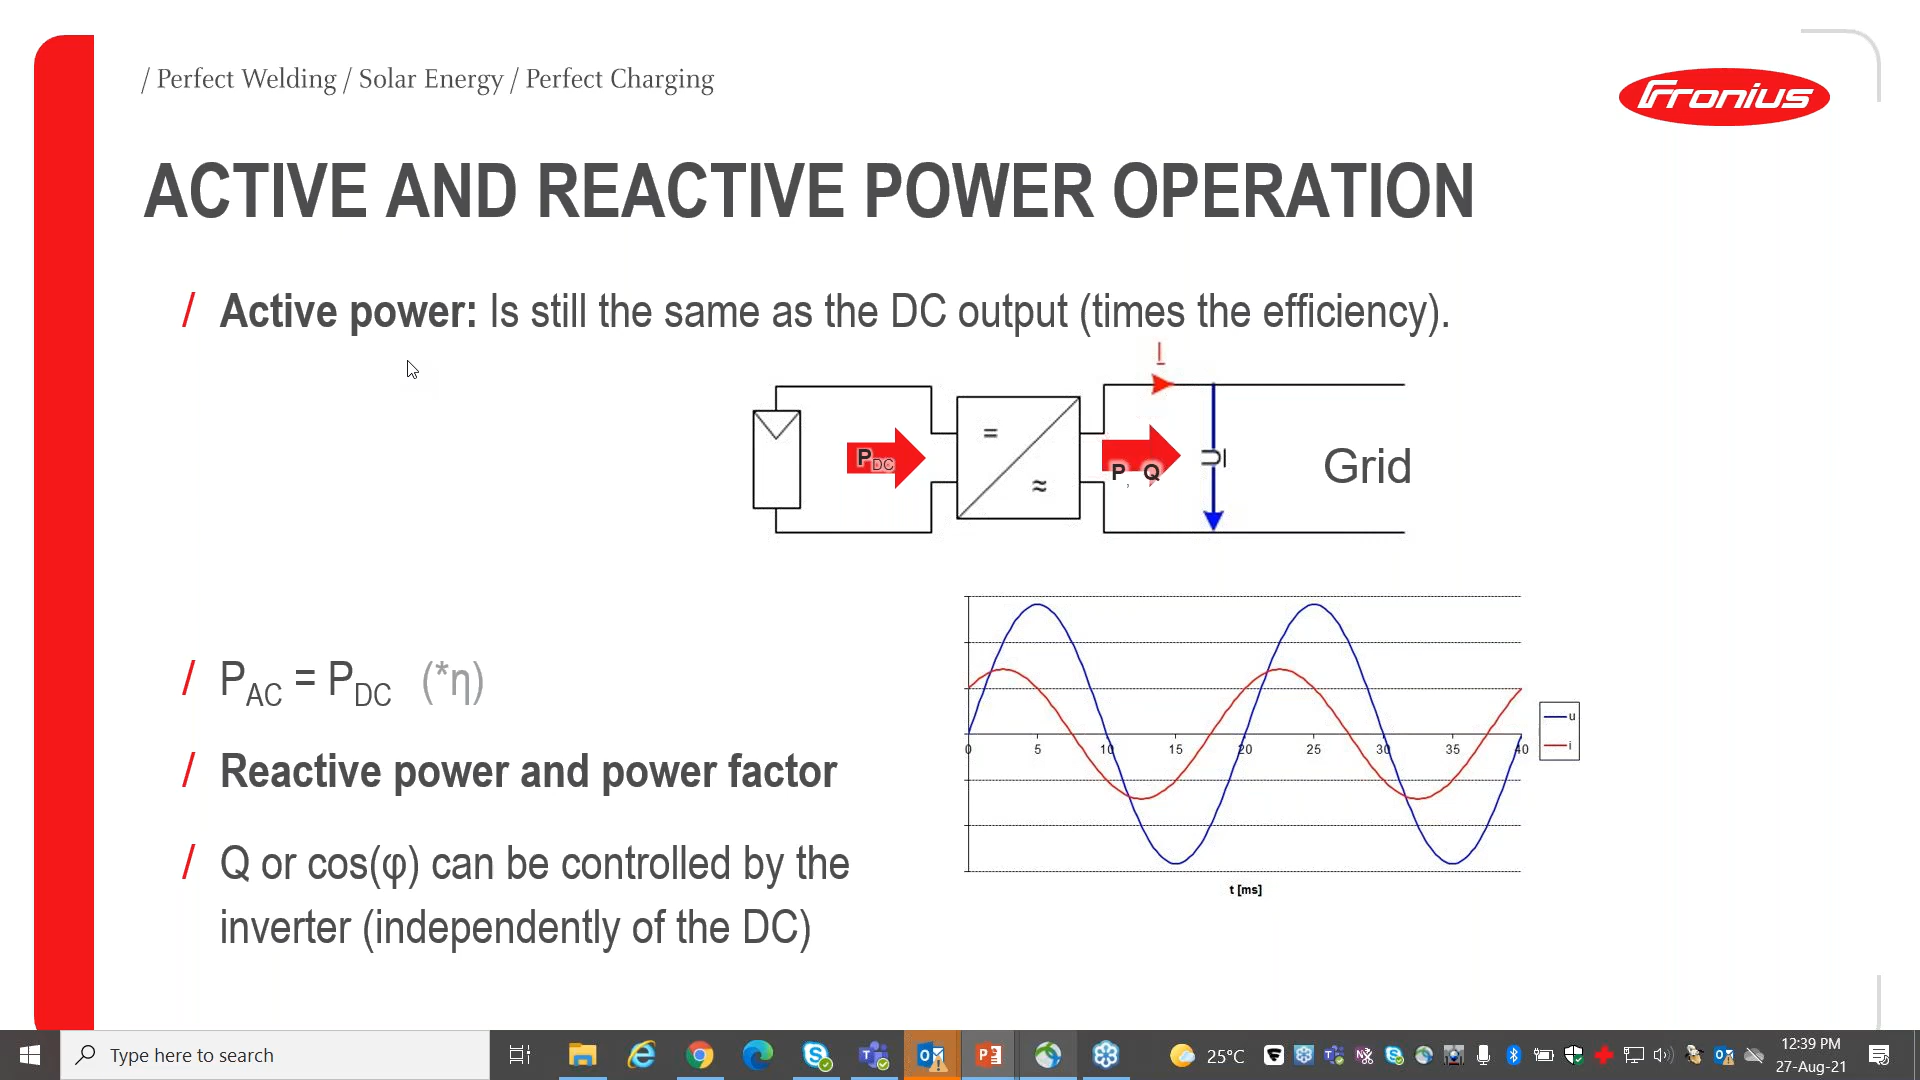 / Perfect Welding / Solar Energy / Perfect Charging
Fronius
ACTIVE AND REACTIVE POWER OPERATION
/ Active power: Is still the same as the DC output (times the efficiency).
I
= 
PDC
P, Q
U
≈
Grid
/ PAC = PDC (*η)
/ Reactive power and power factor
/ Q or cos(φ) can be controlled by the
inverter (independently of the DC)
u
i
0 5 10 15 20 25 30 35 40
t [ms]
Type here to search
25°C
12:39 PM
27-Aug-21